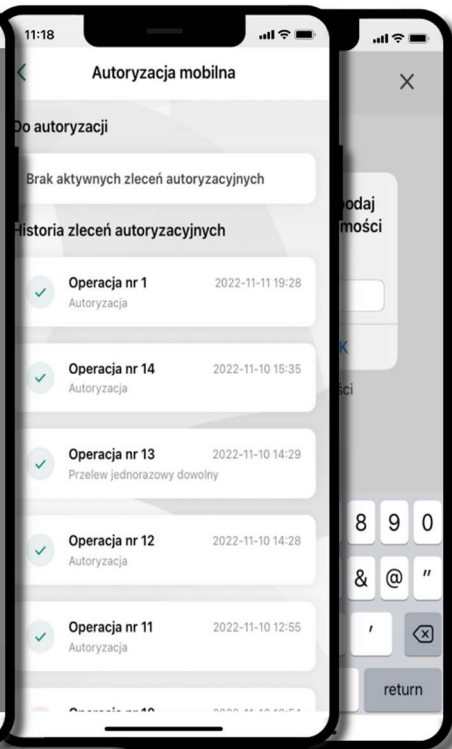 11:18
Autoryzacja mobilna
Do autoryzacji
Brak aktywnych zleceń autoryzacyjnych
Historia zleceń autoryzacyjnych
Operacja nr 1 2022-11-11 19:28
Autoryzacja
Operacja nr 14 2022-11-10 15:35
Autoryzacja
Operacja nr 13 2022-11-10 14:29
Przelew jednorazowy dowolny
Operacja nr 12 2022-11-10 14:28
Autoryzacja
Operacja nr 11 2022-11-10 12:55
Autoryzacja
podaj
mości
K
ści
8 9 0
& @ "
'
return